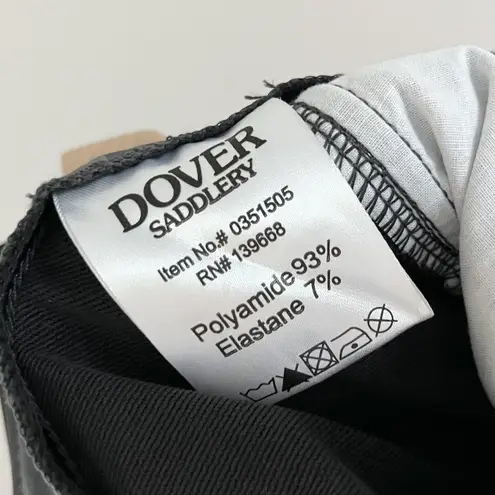 DOVER
SADDLERY
Item No.# 0351505
RN# 139668
Polyamide 93%
Elastane 7%